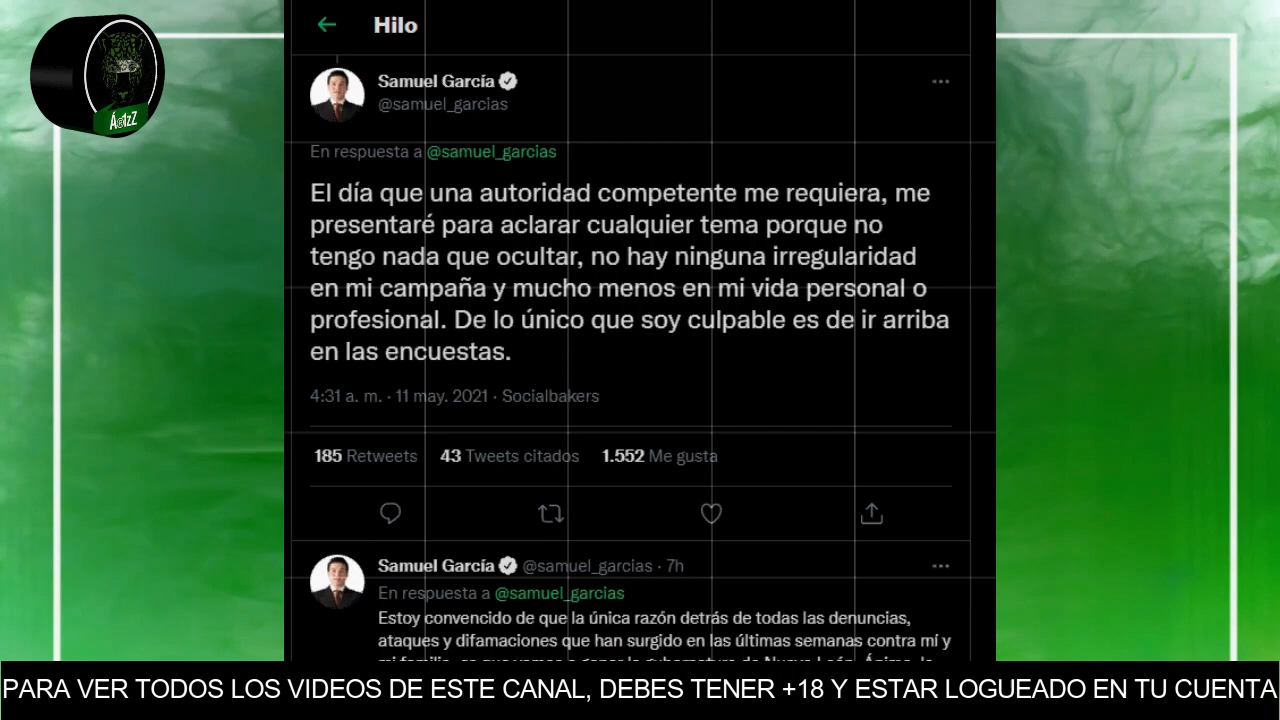 Hilo
Samuel García
@samuel_garcias
En respuesta a @samuel_garcias
El día que una autoridad competente me requiera, me
presentaré para aclarar cualquier tema porque no
tengo nada que ocultar, no hay ninguna irregularidad
en mi campaña y mucho menos en mi vida personal o
profesional. De lo único que soy culpable es de ir arriba
en las encuestas.
4:31 a. m. · 11 may. 2021 · Socialbakers
185 Retweets 43 Tweets citados 1.552 Me gusta
Samuel García @samuel_garcias · 7h
En respuesta a @samuel_garcias
Estoy convencido de que la única razón detrás de todas las denuncias,
ataques y difamaciones que han surgido en las últimas semanas contra mí y
PARA VER TODOS LOS VIDEOS DE ESTE CANAL, DEBES TENER +18 Y ESTAR LOGUEADO EN TU CUENTA